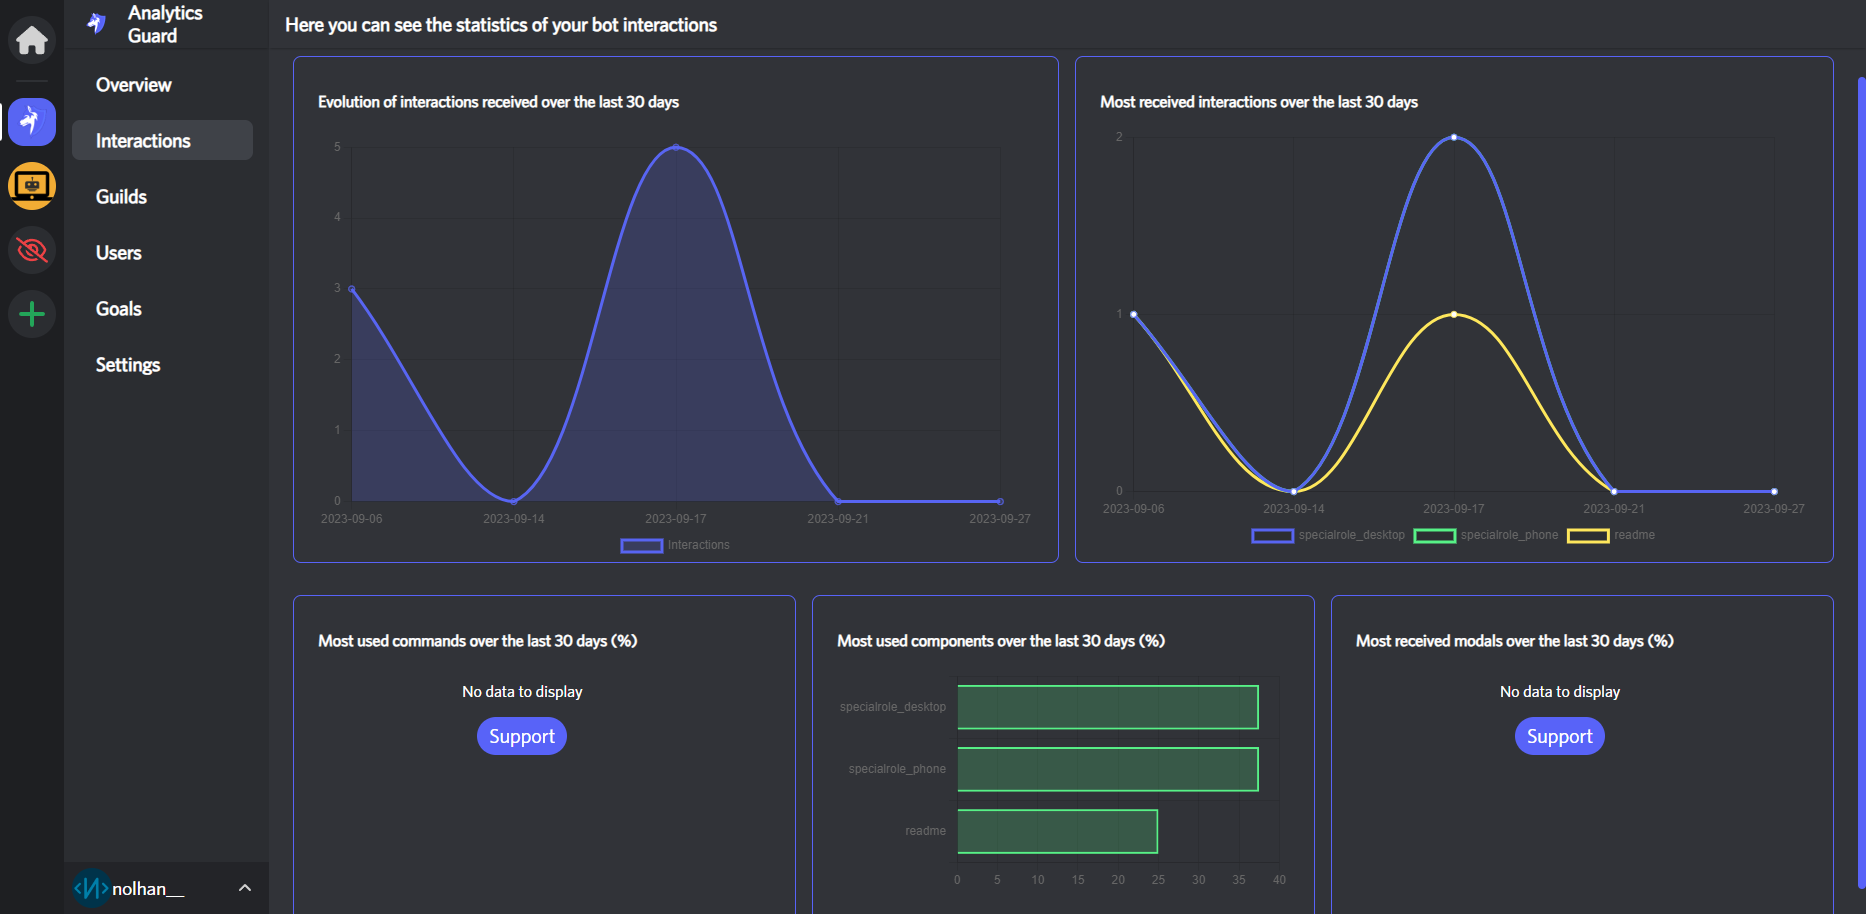 Analytics
Guard
Overview
Interactions
Guilds
Users
Goals
Settings
nolhan__
Here you can see the statistics of your bot interactions
Evolution of interactions received over the last 30 days
5
4
3
2
1
0
2023-09-06 2023-09-14 2023-09-17 2023-09-21 2023-09-27
Interactions
Most received interactions over the last 30 days
2
1
0
2023-09-06 2023-09-14 2023-09-17 2023-09-21 2023-09-27
specialrole_desktop specialrole_phone readme
Most used commands over the last 30 days (%)
No data to display
Support
Most used components over the last 30 days (%)
specialrole_desktop
specialrole_phone
readme
0 5 10 15 20 25 30 35 40
Most received modals over the last 30 days (%)
No data to display
Support